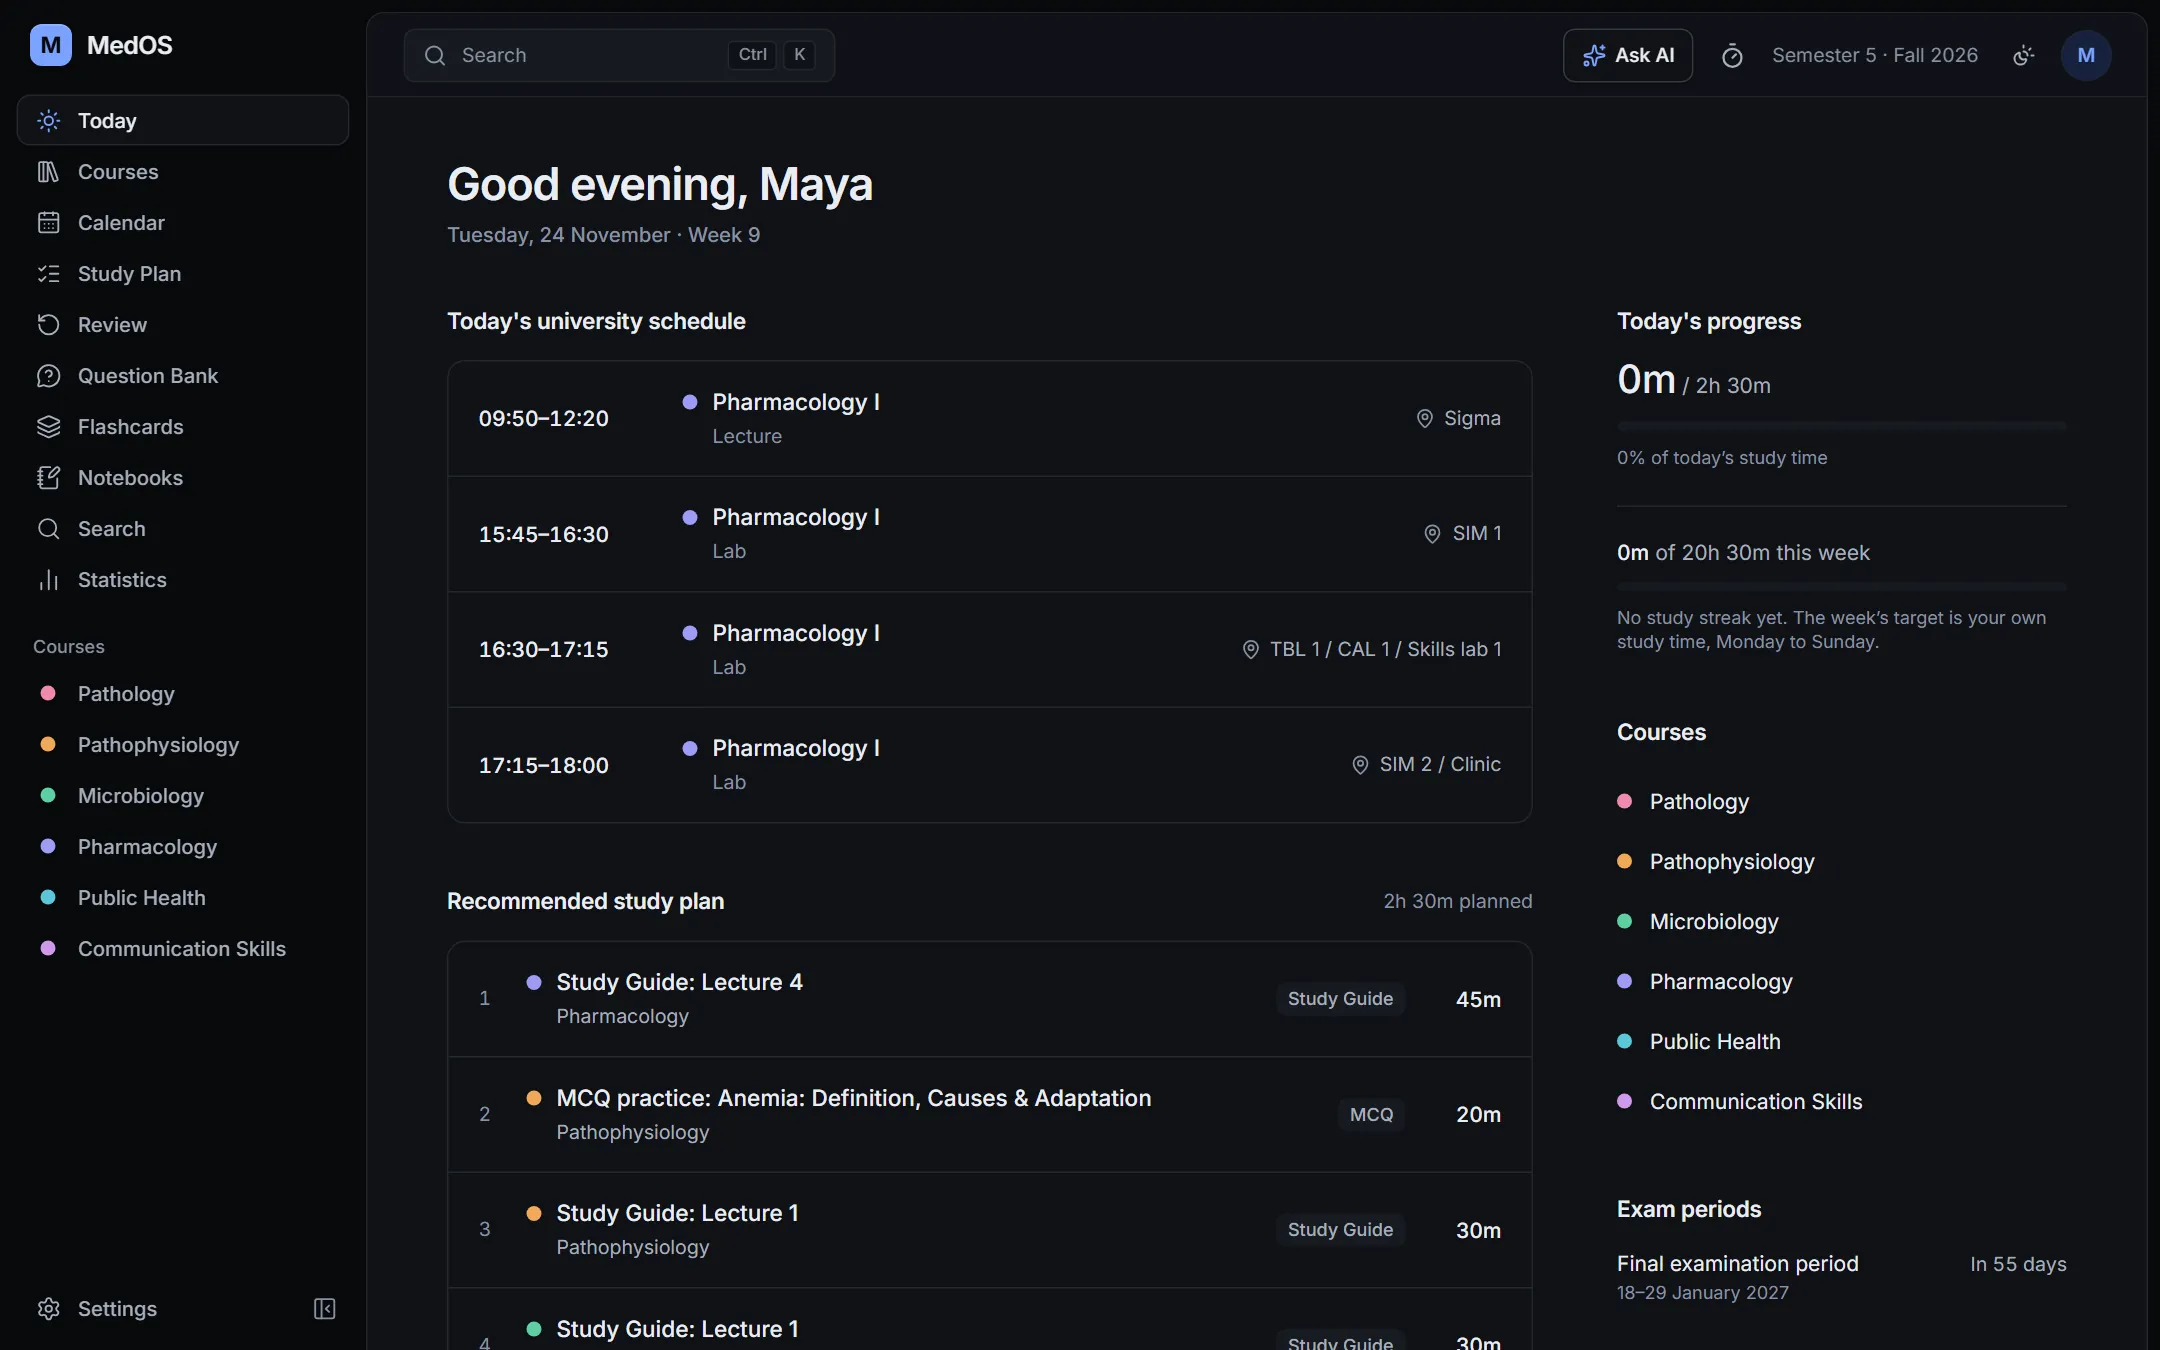 M MedOS
Today
Courses
Calendar
Study Plan
Review
Question Bank
Flashcards
Notebooks
Search
Statistics
Courses
Pathology
Pathophysiology
Microbiology
Pharmacology
Public Health
Communication Skills
Settings
Search Ctrl K
Ask AI
Semester 5 · Fall 2026
M
Good evening, Maya
Tuesday, 24 November · Week 9
Today's university schedule
09:50–12:20 Pharmacology I Sigma
Lecture
15:45–16:30 Pharmacology I SIM 1
Lab
16:30–17:15 Pharmacology I TBL 1 / CAL 1 / Skills lab 1
Lab
17:15–18:00 Pharmacology I SIM 2 / Clinic
Lab
Recommended study plan 2h 30m planned
1 Study Guide: Lecture 4 Study Guide 45m
Pharmacology
2 MCQ practice: Anemia: Definition, Causes & Adaptation MCQ 20m
Pathophysiology
3 Study Guide: Lecture 1 Study Guide 30m
Pathophysiology
4 Study Guide: Lecture 1 Study Guide 30m
Today's progress
0m / 2h 30m
0% of today’s study time
0m of 20h 30m this week
No study streak yet. The week’s target is your own
study time, Monday to Sunday.
Courses
Pathology
Pathophysiology
Microbiology
Pharmacology
Public Health
Communication Skills
Exam periods
Final examination period In 55 days
18–29 January 2027